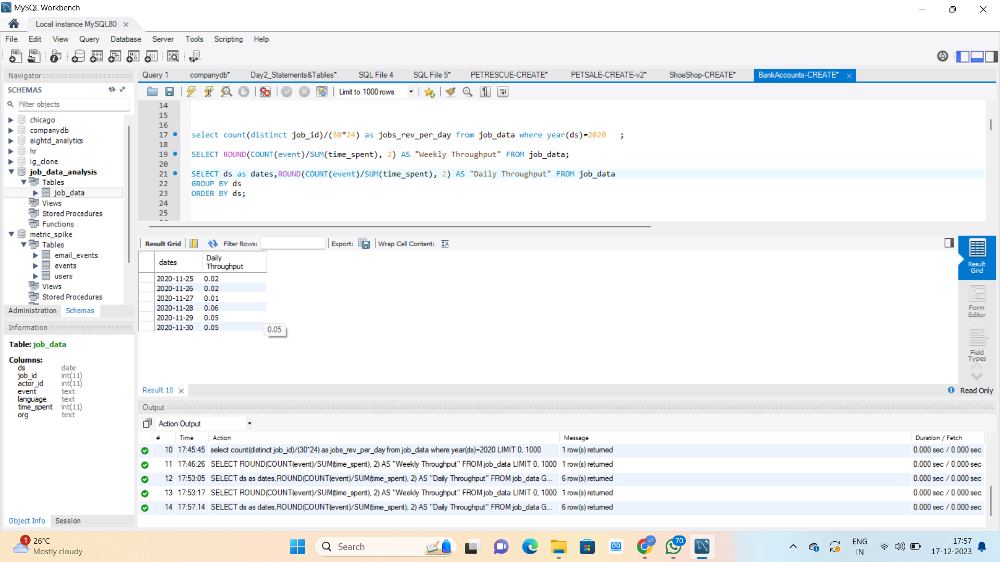 MySQL Workbench
Local instance MySQL80
File Edit View Query Database Server Tools Scripting Help
Navigator
SCHEMAS
Filter objects
chicago
companydb
eightd_analytics
hr
ig_clone
job_data_analysis
Tables
job_data
Views
Stored Procedures
Functions
metric_spike
Tables
email_events
events
users
Views
Stored Procedures
Administration Schemas
Information
Table: job_data
Columns:
ds date
job_id int(11)
actor_id int(11)
event text
language text
time_spent int(11)
org text
Object Info Session
Query 1 companydb* Day2_Statements&Tables* SQL File 4 SQL File 5* PETRESCUE-CREATE* PETSALE-CREATE-v2* ShoeShop-CREATE* BankAccounts-CREATE*
Limit to 1000 rows
14
15
16
17 select count(distinct job_id)/(30*24) as jobs_rev_per_day from job_data where year(ds)=2020 ;
18
19 SELECT ROUND(COUNT(event)/SUM(time_spent), 2) AS "Weekly Throughput" FROM job_data;
20
21 SELECT ds as dates,ROUND(COUNT(event)/SUM(time_spent), 2) AS "Daily Throughput" FROM job_data
22 GROUP BY ds
23 ORDER BY ds;
24
25
Result Grid Filter Rows: Export: Wrap Cell Content:
dates Daily Throughput
2020-11-25 0.02
2020-11-26 0.02
2020-11-27 0.01
2020-11-28 0.06
2020-11-29 0.05
2020-11-30 0.05
0.05
Result Grid
Form Editor
Field Types
Result 10
Read Only
Output
Action Output
# Time Action Message Duration / Fetch
10 17:45:45 select count(distinct job_id)/(30*24) as jobs_rev_per_day from job_data where year(ds)=2020 LIMIT 0, 1000 1 row(s) returned 0.000 sec / 0.000 sec
11 17:46:26 SELECT ROUND(COUNT(event)/SUM(time_spent), 2) AS "Weekly Throughput" FROM job_data LIMIT 0, 1000 1 row(s) returned 0.000 sec / 0.000 sec
12 17:53:05 SELECT ds as dates,ROUND(COUNT(event)/SUM(time_spent), 2) AS "Daily Throughput" FROM job_data G... 6 row(s) returned 0.000 sec / 0.000 sec
13 17:53:17 SELECT ROUND(COUNT(event)/SUM(time_spent), 2) AS "Weekly Throughput" FROM job_data LIMIT 0, 1000 1 row(s) returned 0.000 sec / 0.000 sec
14 17:57:14 SELECT ds as dates,ROUND(COUNT(event)/SUM(time_spent), 2) AS "Daily Throughput" FROM job_data G... 6 row(s) returned 0.000 sec / 0.000 sec
1
26°C
Mostly cloudy
Search
70
ENG
IN
17:57
17-12-2023